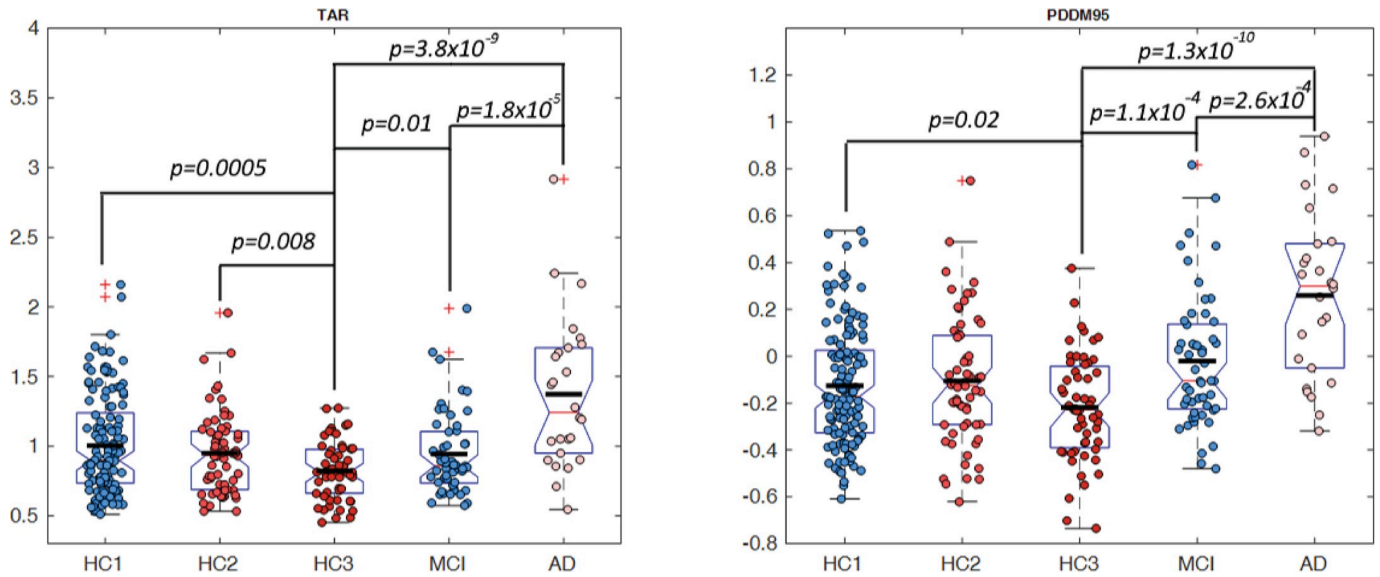 TAR
4
3.5
3
2.5
2
1.5
1
0.5
p=3.8x10^-9
p=1.8x10^-5
p=0.01
p=0.0005
p=0.008
HC1 HC2 HC3 MCI AD
PDDM95
1.2
1
0.8
0.6
0.4
0.2
0
-0.2
-0.4
-0.6
-0.8
p=1.3x10^-10
p=2.6x10^-4
p=1.1x10^-4
p=0.02
HC1 HC2 HC3 MCI AD